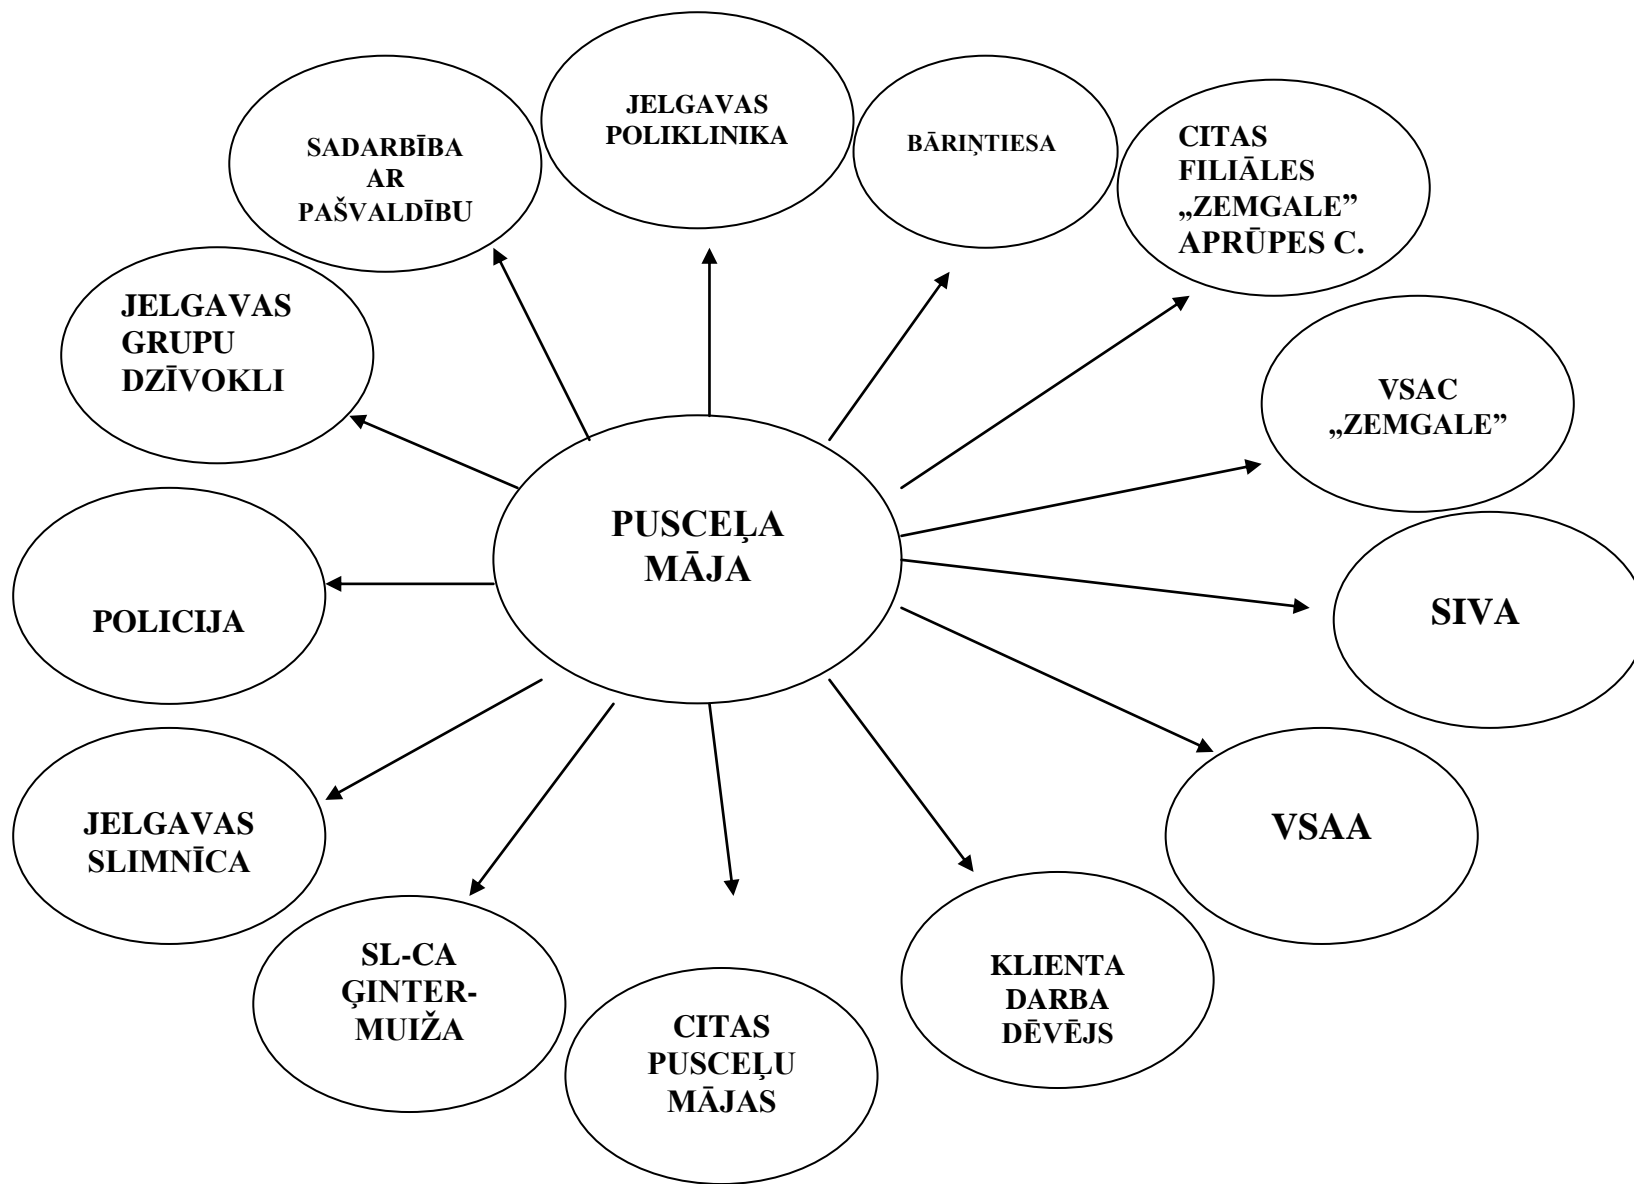 JELGAVAS
POLIKLINIKA
SADARBĪBA
AR
PAŠVALDĪBU
BĀRIŅTIESA
CITAS
FILIĀLES
„ZEMGALE”
APRŪPES C.
JELGAVAS
GRUPU
DZĪVOKLI
VSAC
„ZEMGALE”
PUSCEĻA
MĀJA
SIVA
POLICIJA
JELGAVAS
SLIMNĪCA
VSAA
SL-CA
ĢINTER-
MUIŽA
CITAS
PUSCEĻU
MĀJAS
KLIENTA
DARBA
DĒVĒJS